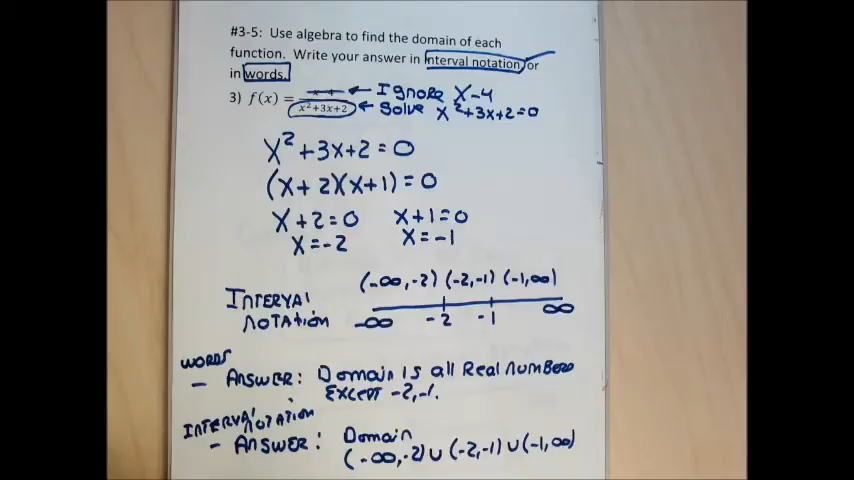 #3-5: Use algebra to find the domain of each
function. Write your answer in interval notation or
in words.
3) f(x) = x-4 / x²+3x+2 ← Ignore x-4
← Solve x²+3x+2=0
x²+3x+2=0
(x+2)(x+1)=0
x+2=0 x+1=0
x=-2 x=-1
(-∞,-2) (-2,-1) (-1,∞)
INTERVAL
NOTATION
-∞ -2 -1 ∞
WORDS
- ANSWER: Domain is all Real numbers
EXCEPT -2,-1.
INTERVAL NOTATION
- ANSWER: Domain
(-∞,-2)∪(-2,-1)∪(-1,∞)